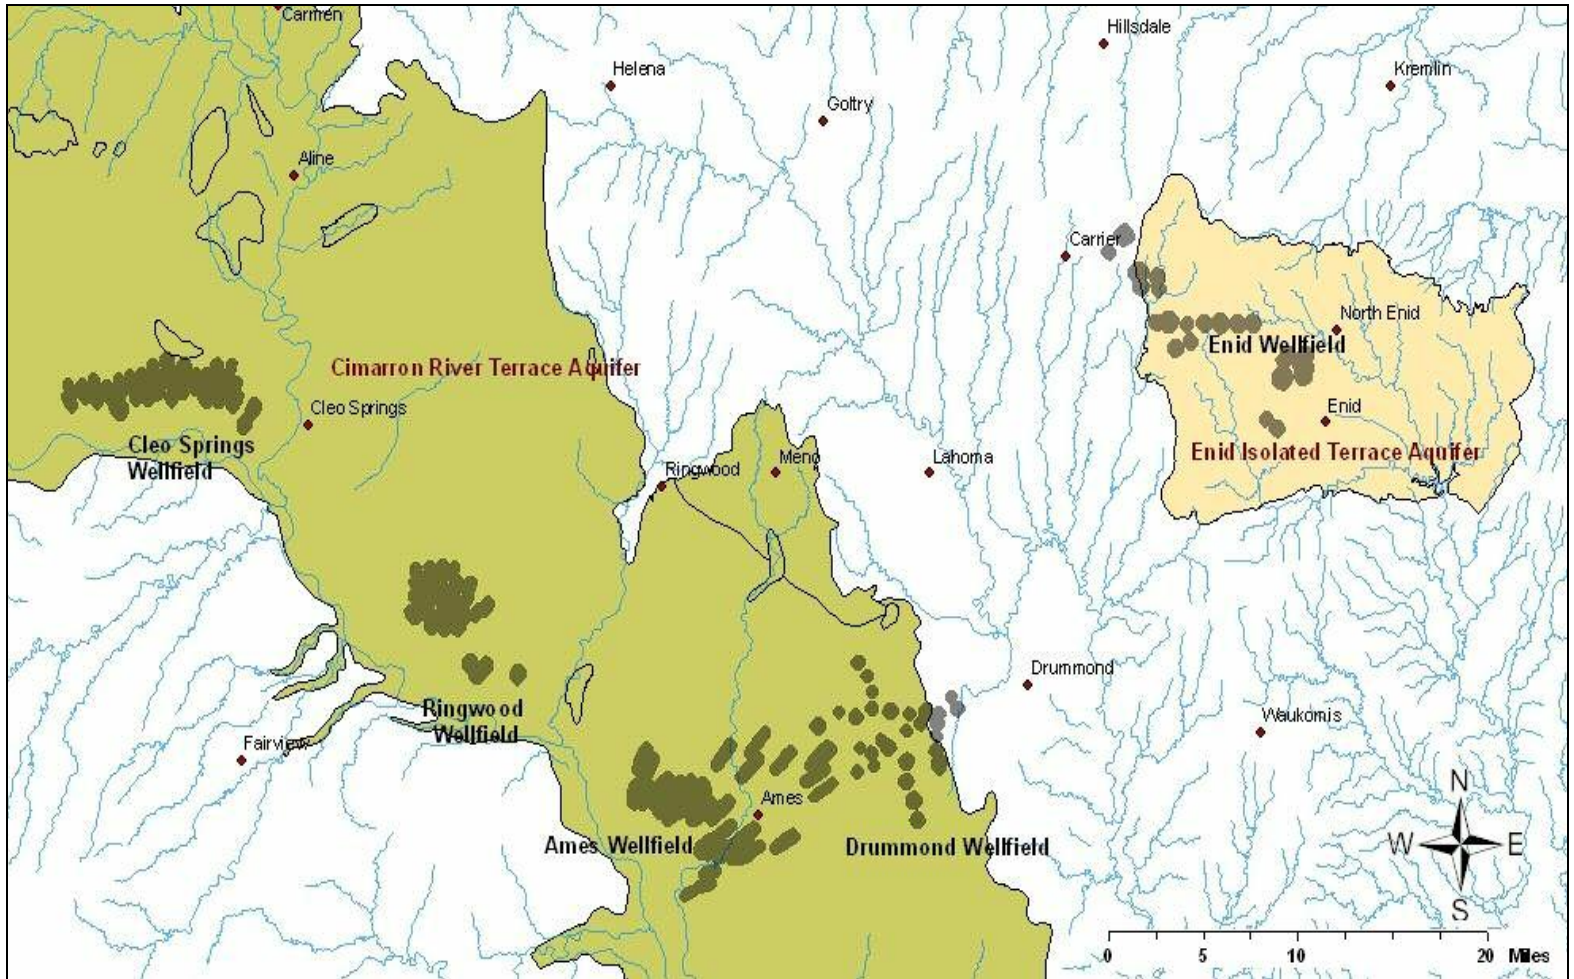 Carmen
Hillsdale
Helena
Kremlin
Goltry
Aline
Carrier
North Enid
Enid Wellfield
Cimarron River Terrace Aquifer
Cleo Springs
Enid
Cleo Springs
Wellfield
Enid Isolated Terrace Aquifer
Ringwood
Meno
Lahoma
Drummond
Ringwood
Wellfield
Waukomis
Fairview
Ames
Ames Wellfield
Drummond Wellfield
N
W
E
S
0 5 10 20 Miles